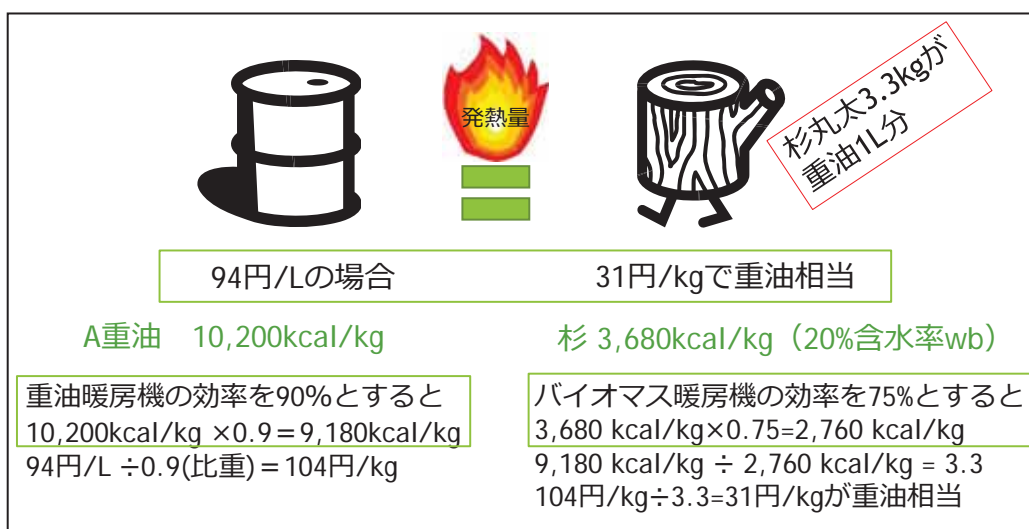 発熱量
杉丸太3.3kgが
重油1L分
94円/Lの場合
31円/kgで重油相当
A重油 10,200kcal/kg
杉 3,680kcal/kg（20%含水率wb）
重油暖房機の効率を90%とすると
10,200kcal/kg ×0.9＝9,180kcal/kg
94円/L ÷0.9(比重)＝104円/kg
バイオマス暖房機の効率を75%とすると
3,680 kcal/kg×0.75=2,760 kcal/kg
9,180 kcal/kg ÷ 2,760 kcal/kg = 3.3
104円/kg÷3.3=31円/kgが重油相当